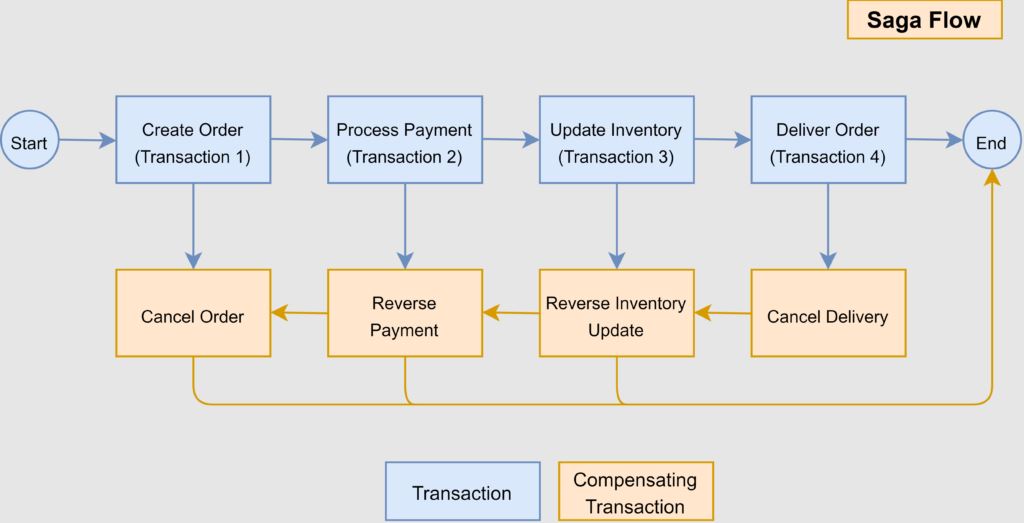 Saga Flow
Start
Create Order
(Transaction 1)
Process Payment
(Transaction 2)
Update Inventory
(Transaction 3)
Deliver Order
(Transaction 4)
End
Cancel Order
Reverse
Payment
Reverse Inventory
Update
Cancel Delivery
Transaction
Compensating
Transaction